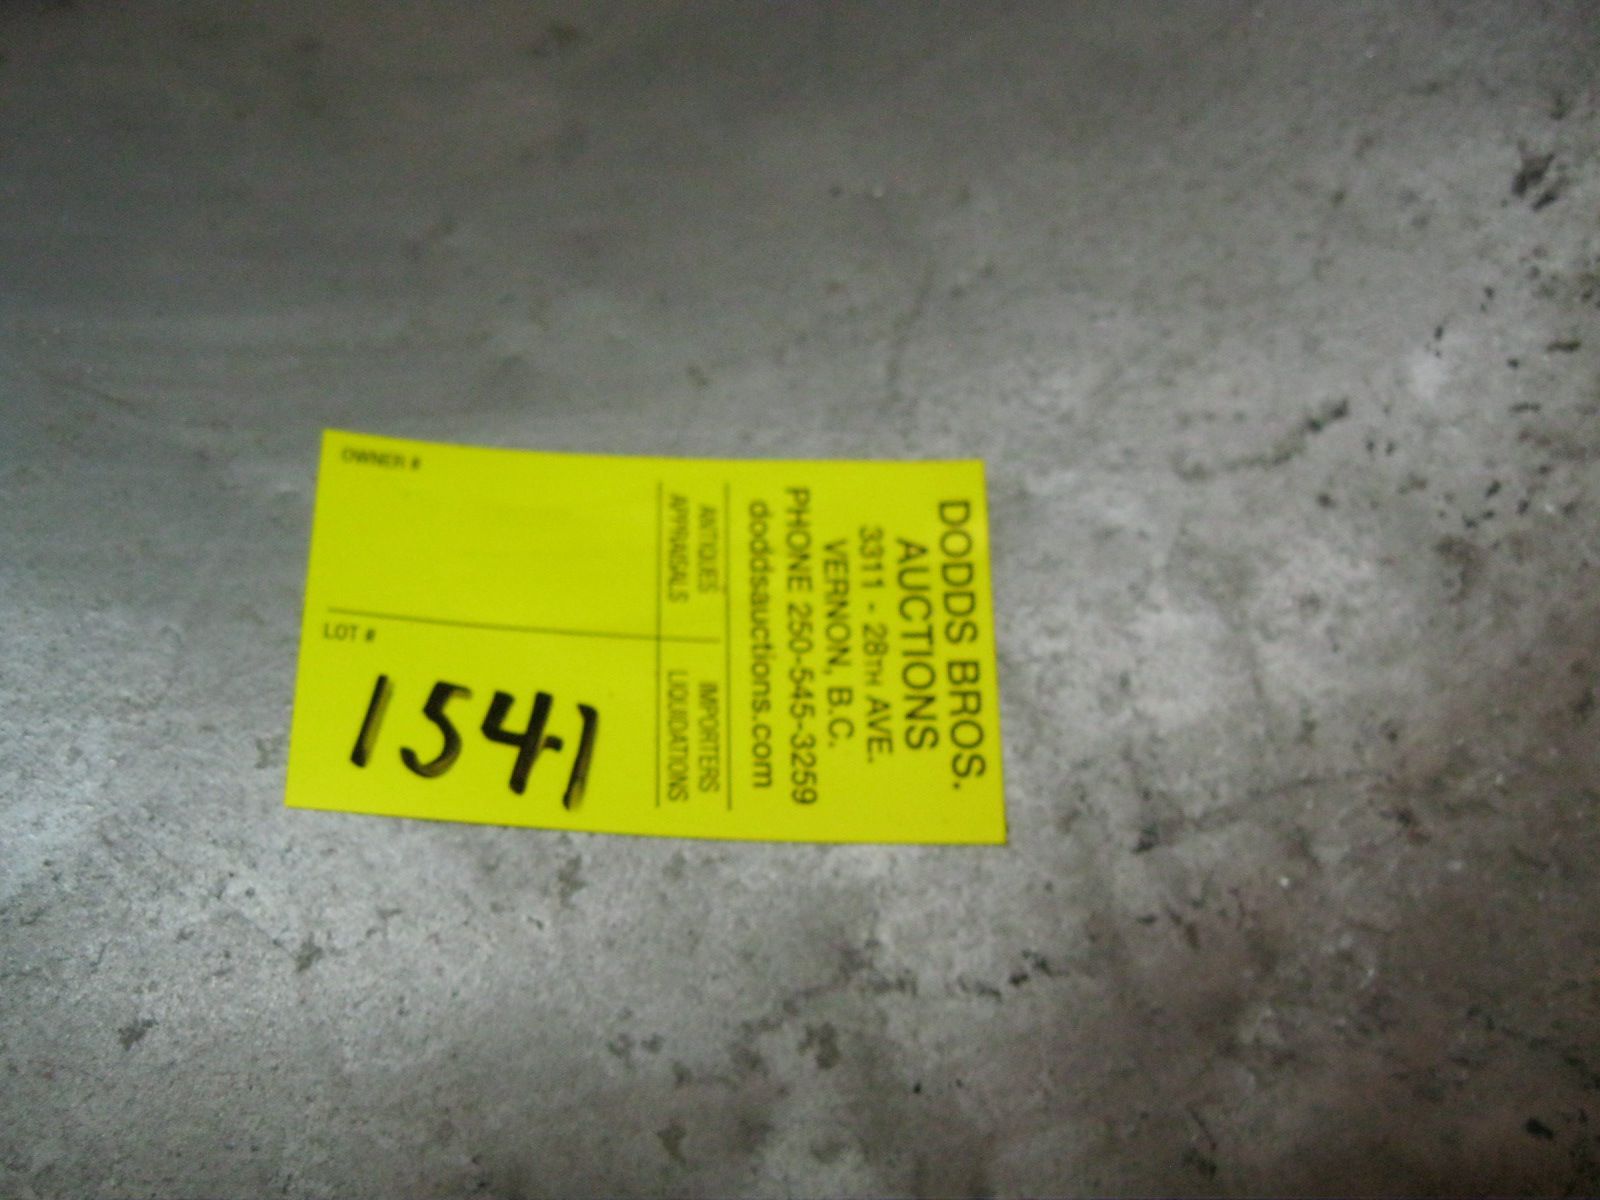 DODDS BROS.
AUCTIONS
3311 - 28TH AVE.
VERNON, B.C.
PHONE 250-545-3259
doddsauctions.com
ANTIQUES
APPRAISALS
IMPORTERS
LIQUIDATIONS
OWNER #
LOT #
1541